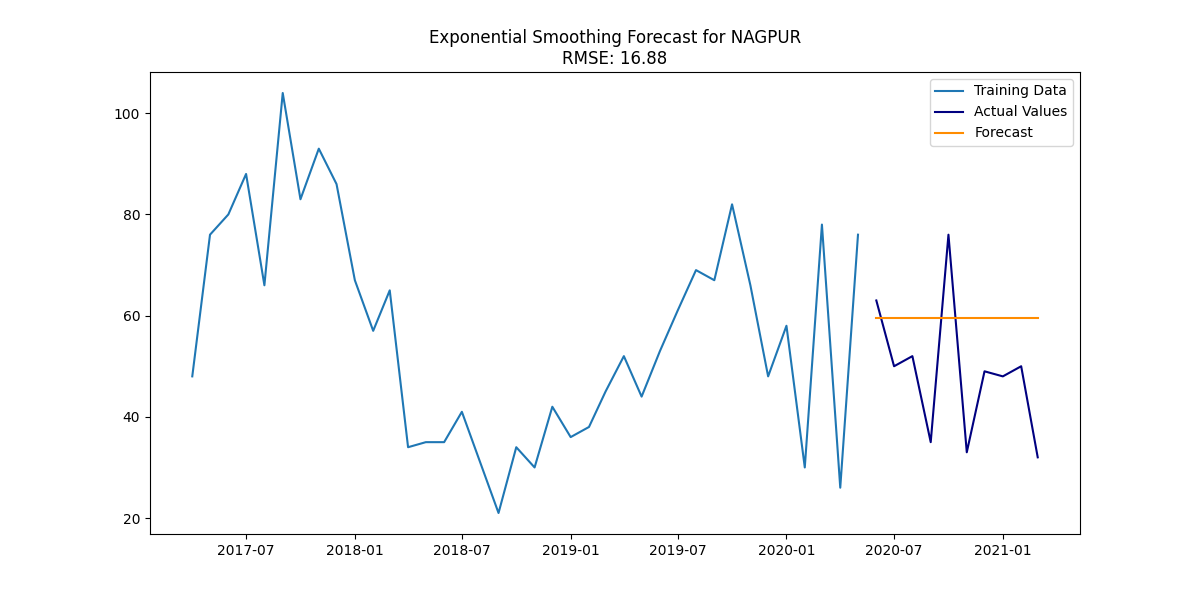 Exponential Smoothing Forecast for NAGPUR
RMSE: 16.88
Training Data
Actual Values
Forecast
100
80
60
40
20
2017-07
2018-01
2018-07
2019-01
2019-07
2020-01
2020-07
2021-01